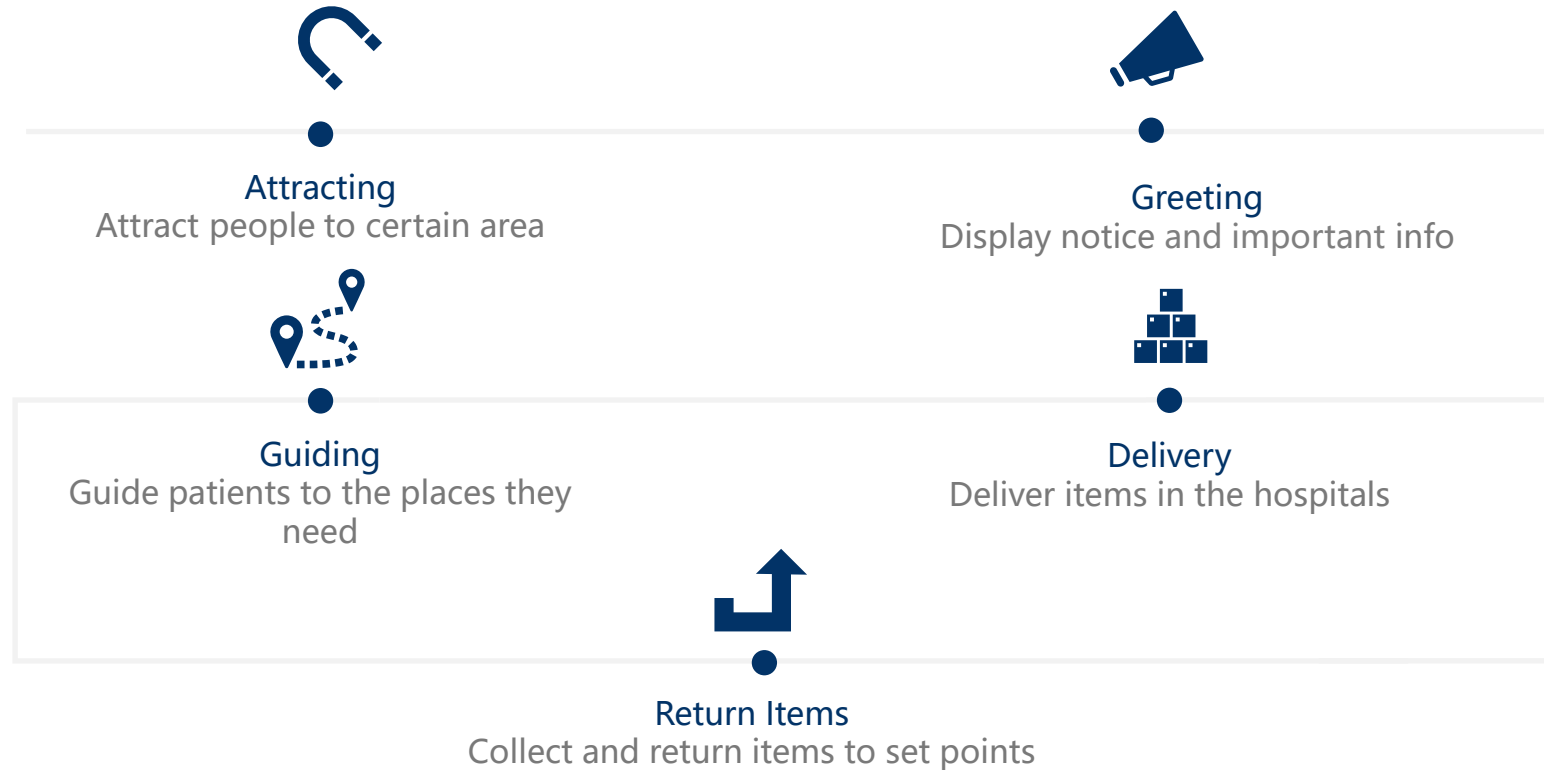 Attracting
Attract people to certain area
Greeting
Display notice and important info
Guiding
Guide patients to the places they
need
Delivery
Deliver items in the hospitals
Return Items
Collect and return items to set points